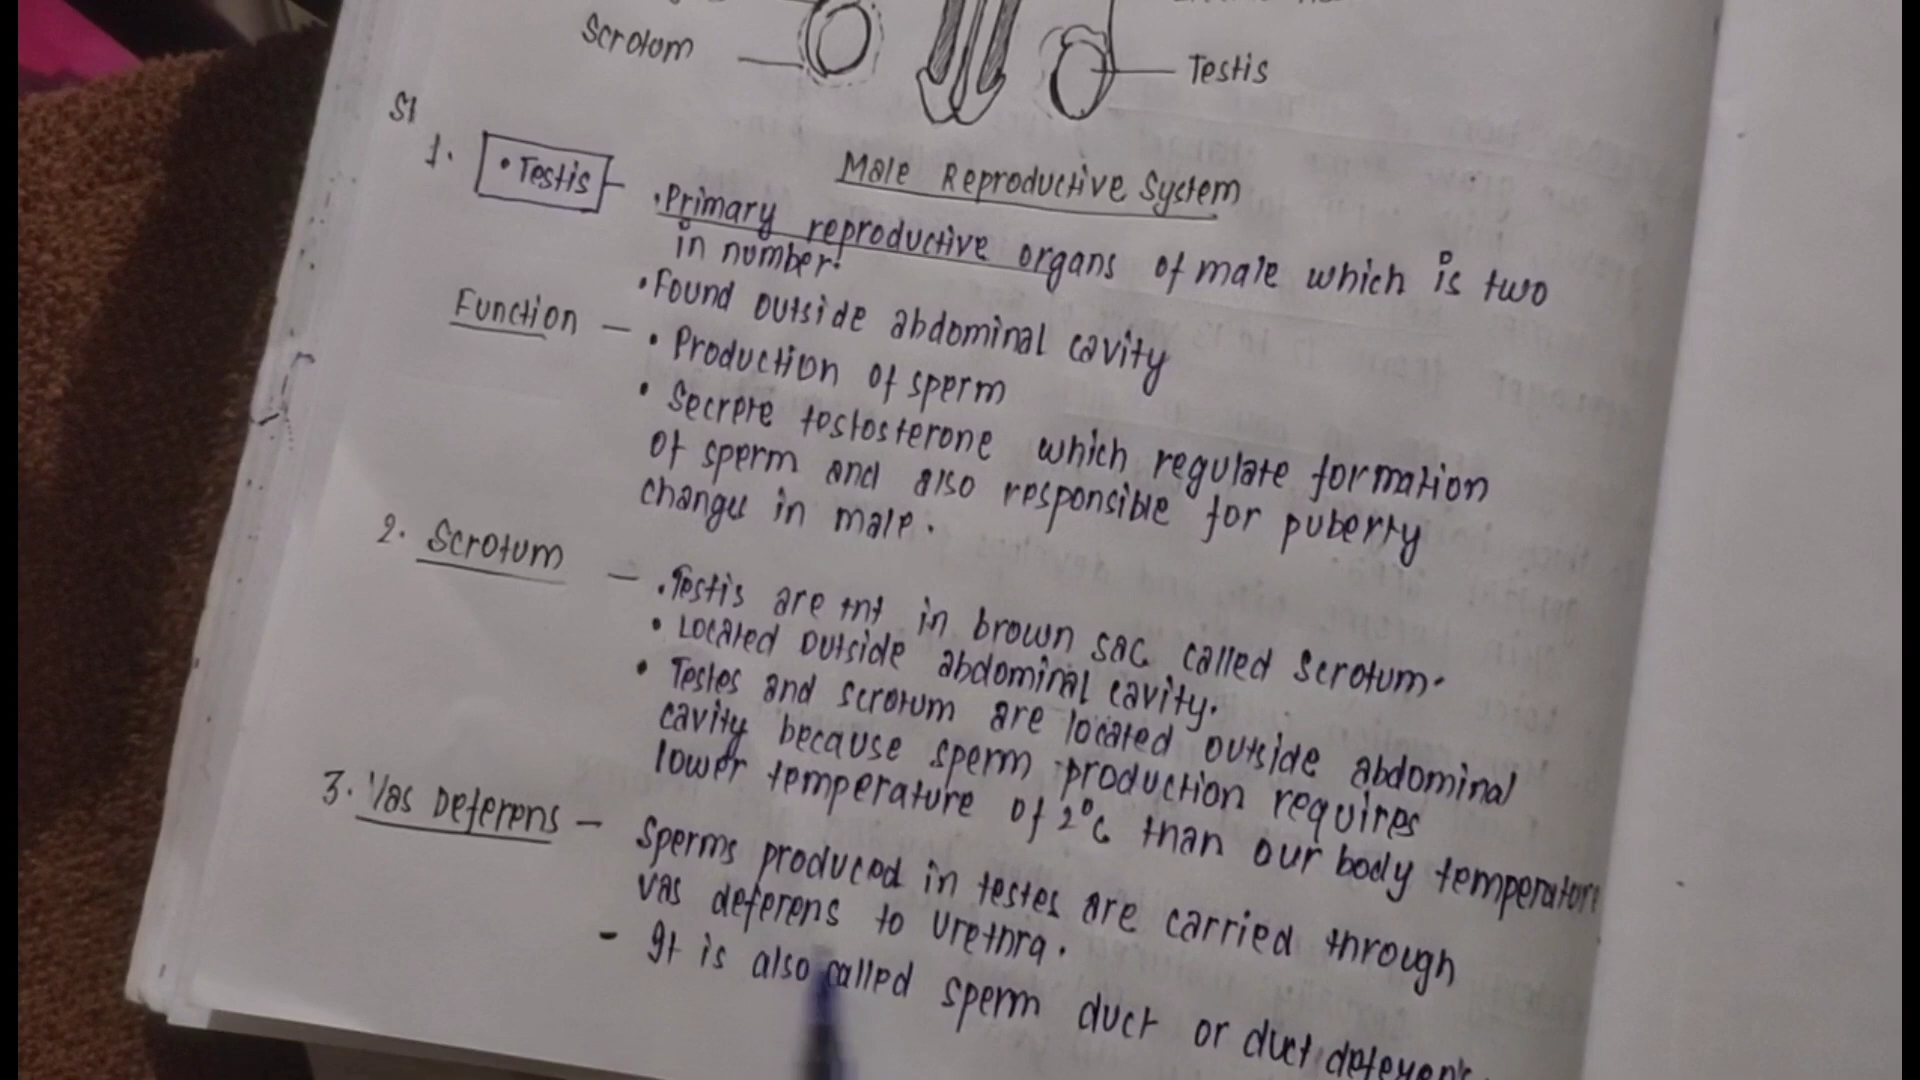 Scrotum
Testis
S1
Male Reproductive System
1. • Testis - • Primary reproductive organs of male which is two
in number.
• Found outside abdominal cavity
Function - • Production of sperm
• Secrete testosterone which regulate formation
of sperm and also responsible for puberty
changes in male.
2. Scrotum - • Testis are in brown sac called scrotum.
• Located outside abdominal cavity.
• Testes and scrotum are located outside abdominal
cavity because sperm production requires
lower temperature of 2°C than our body temperature
3. Vas Deferens - Sperms produced in testes are carried through
vas deferens to urethra.
- It is also called sperm duct or duct deferens.